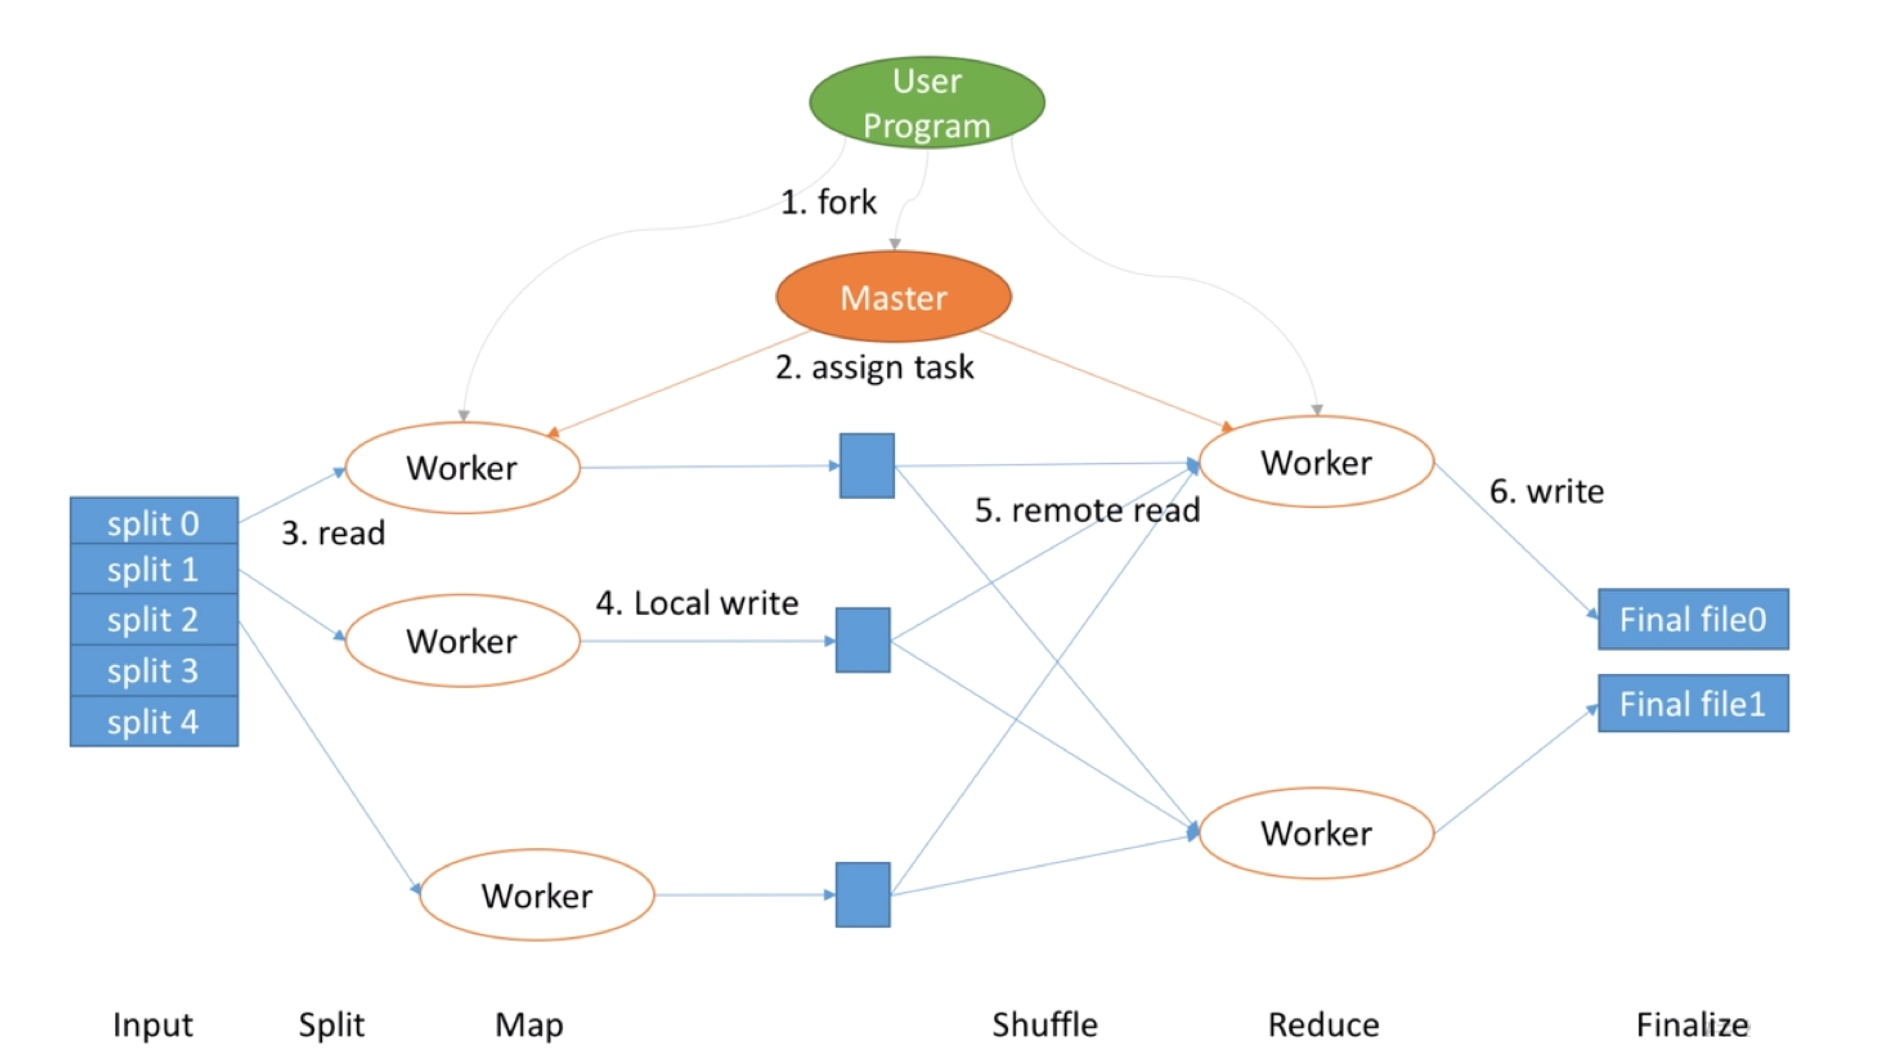 User
Program
1. fork
Master
2. assign task
Worker
Worker
split 0
3. read
5. remote read
6. write
split 1
4. Local write
split 2
Worker
Final file0
split 3
Final file1
split 4
Worker
Worker
Input
Split
Map
Shuffle
Reduce
Finalize